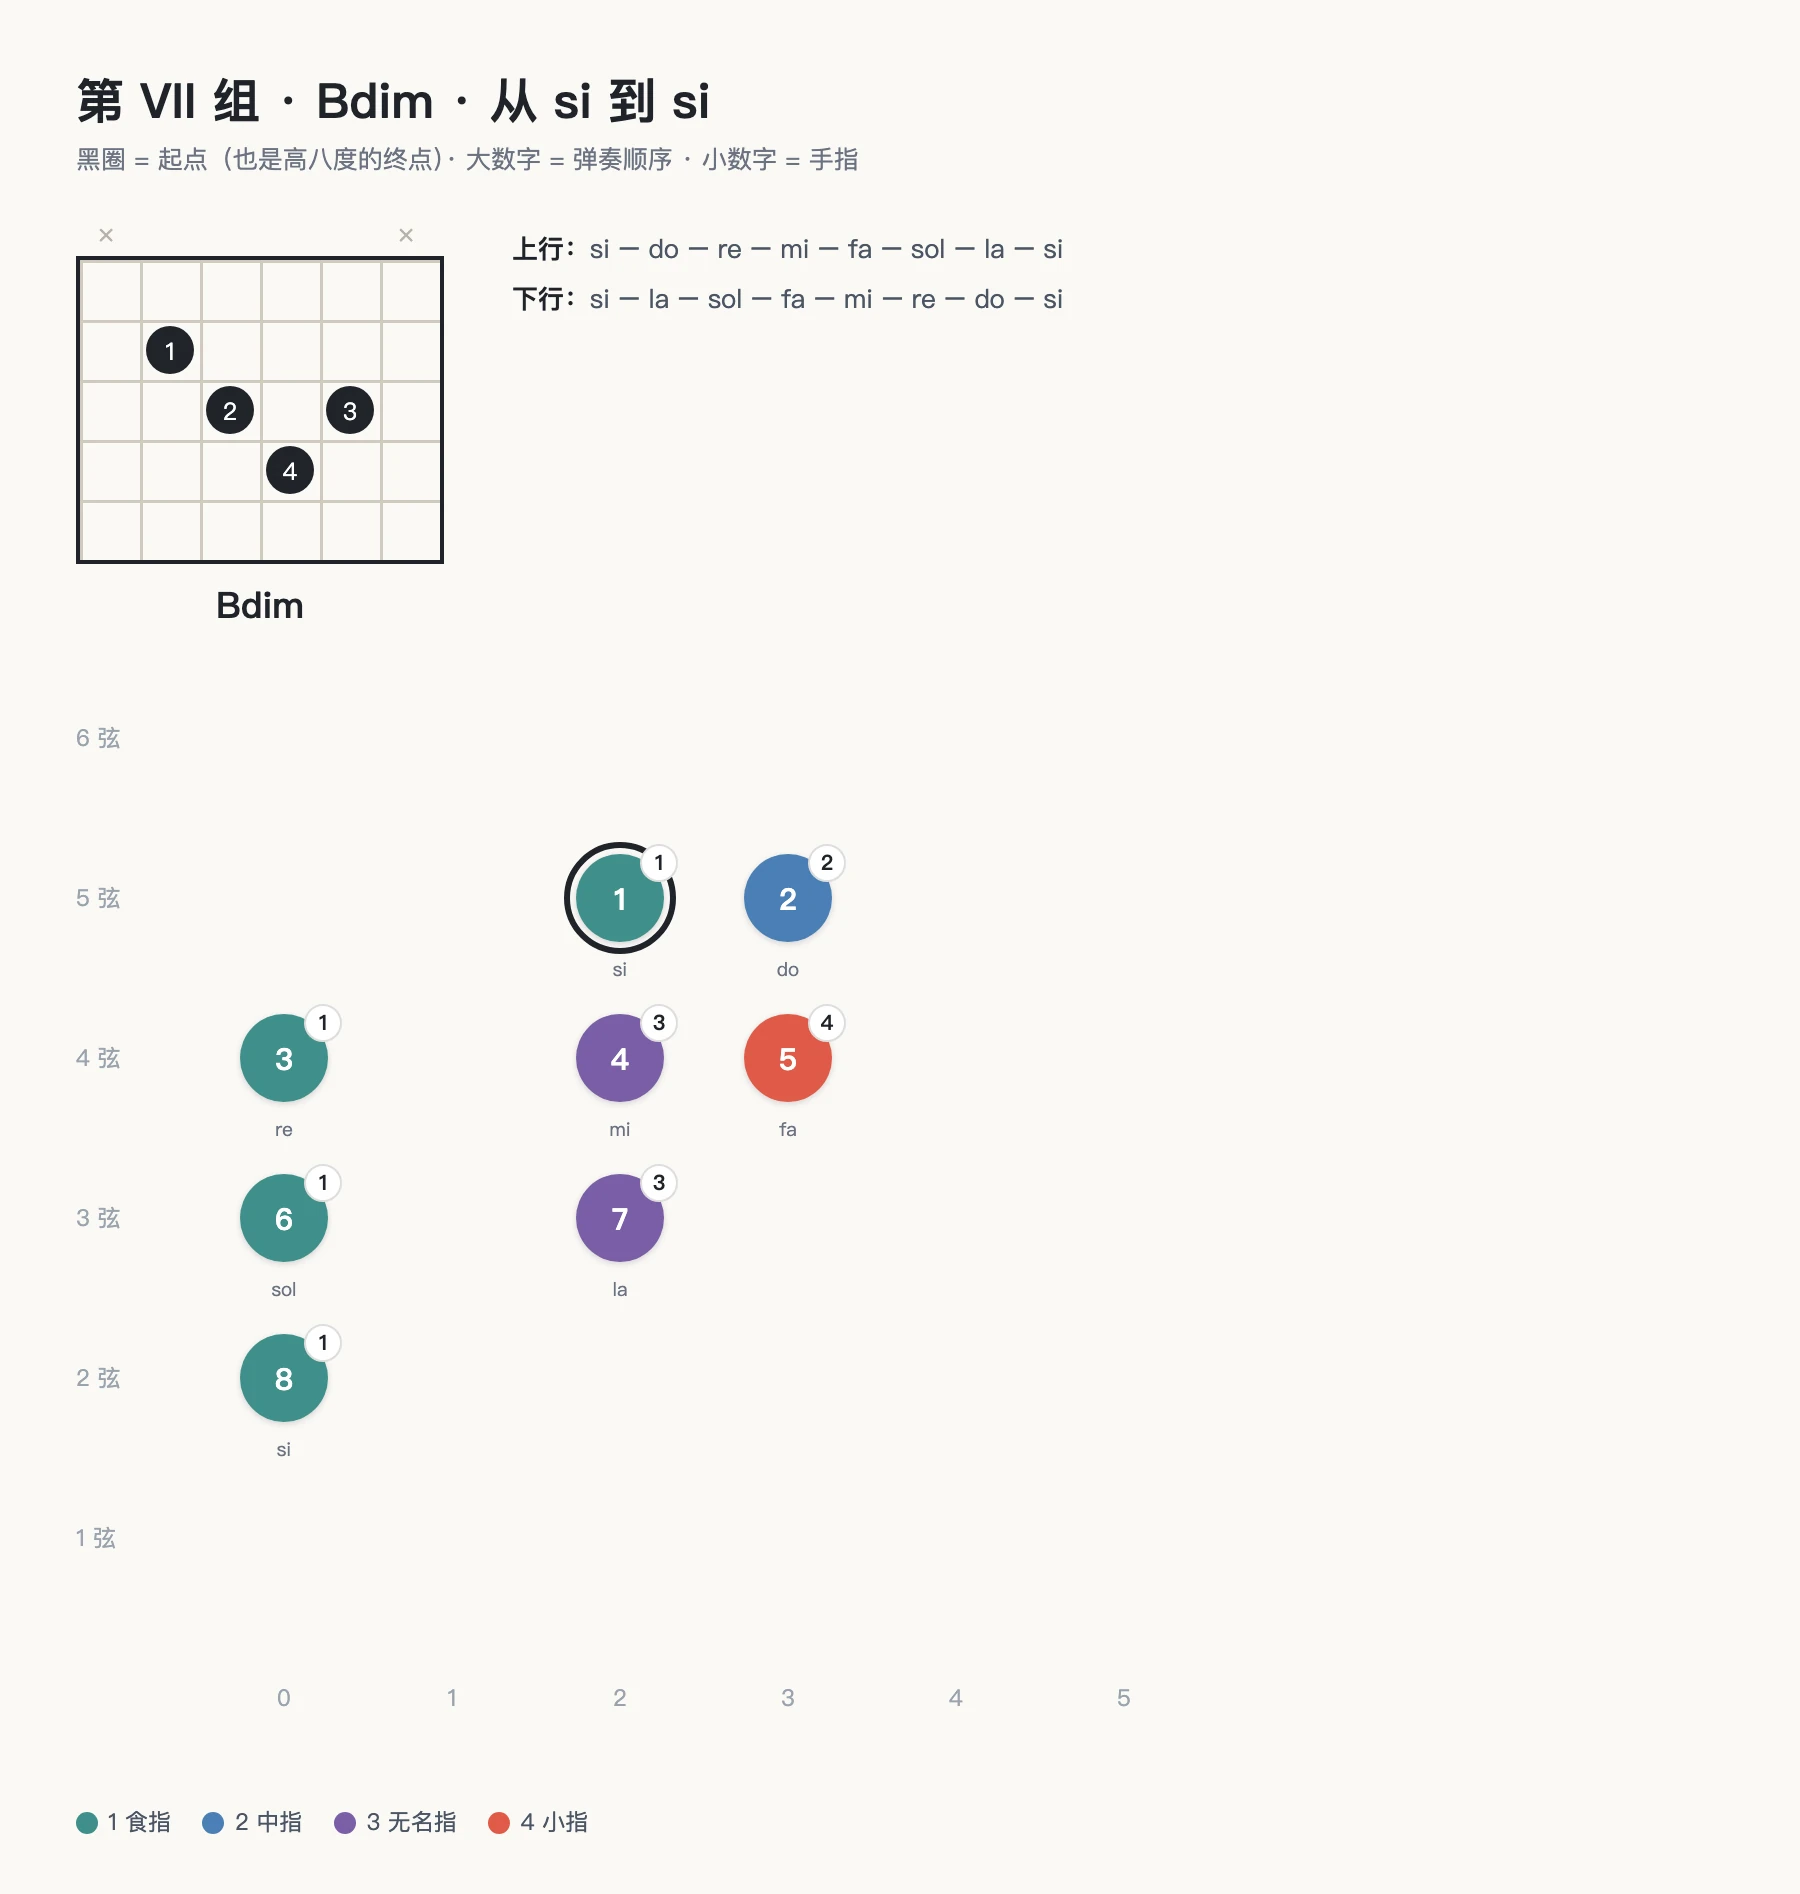 第 VII 组 · Bdim · 从 si 到 si
黑圈 = 起点（也是高八度的终点）· 大数字 = 弹奏顺序 · 小数字 = 手指
× ×
上行：si — do — re — mi — fa — sol — la — si
下行：si — la — sol — fa — mi — re — do — si
1
2 3
4
Bdim
6 弦
5 弦 1 1 2 2
si do
4 弦 3 1 4 3 5 4
re mi fa
3 弦 6 1 7 3
sol la
2 弦 8 1
si
1 弦
0 1 2 3 4 5
1 食指 2 中指 3 无名指 4 小指